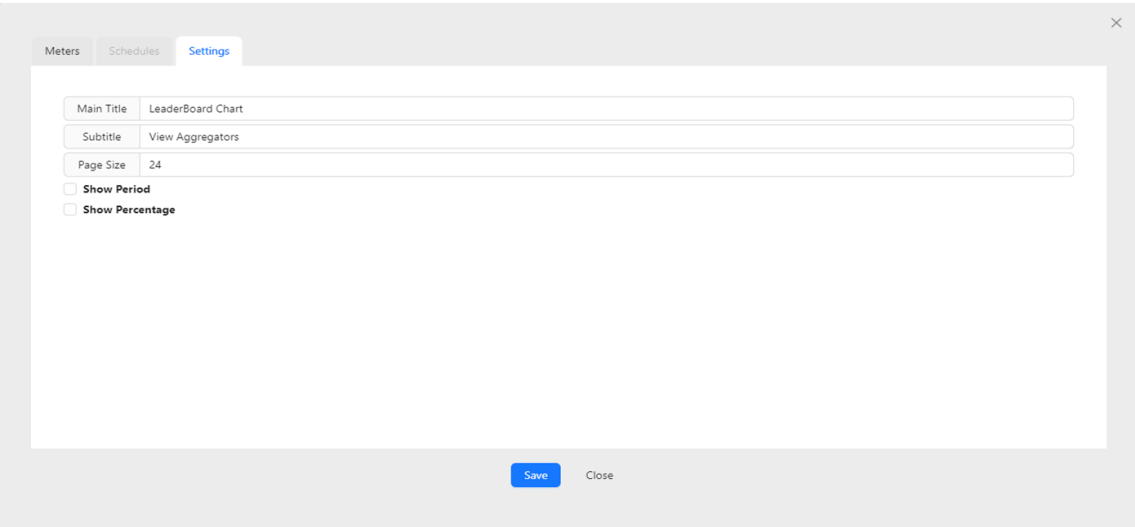 Meters Schedules Settings
Main Title LeaderBoard Chart
Subtitle View Aggregators
Page Size 24
Show Period
Show Percentage
Save Close